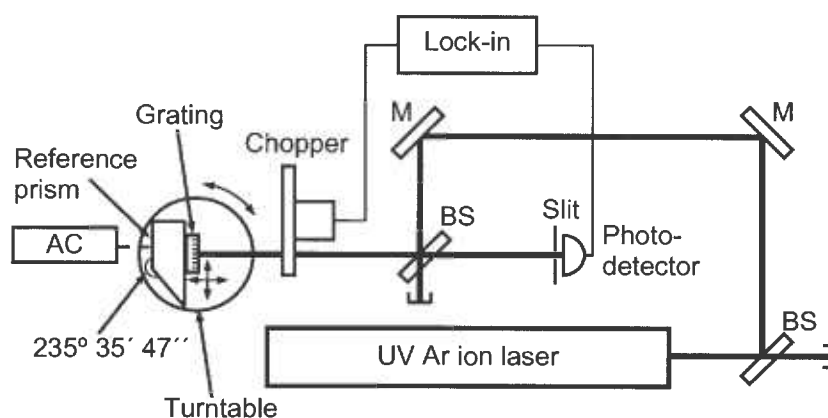 Lock-in
M
M
Grating
Chopper
Reference
prism
BS
Slit
Photo-
detector
AC
235º 35´ 47´´
UV Ar ion laser
BS
Turntable